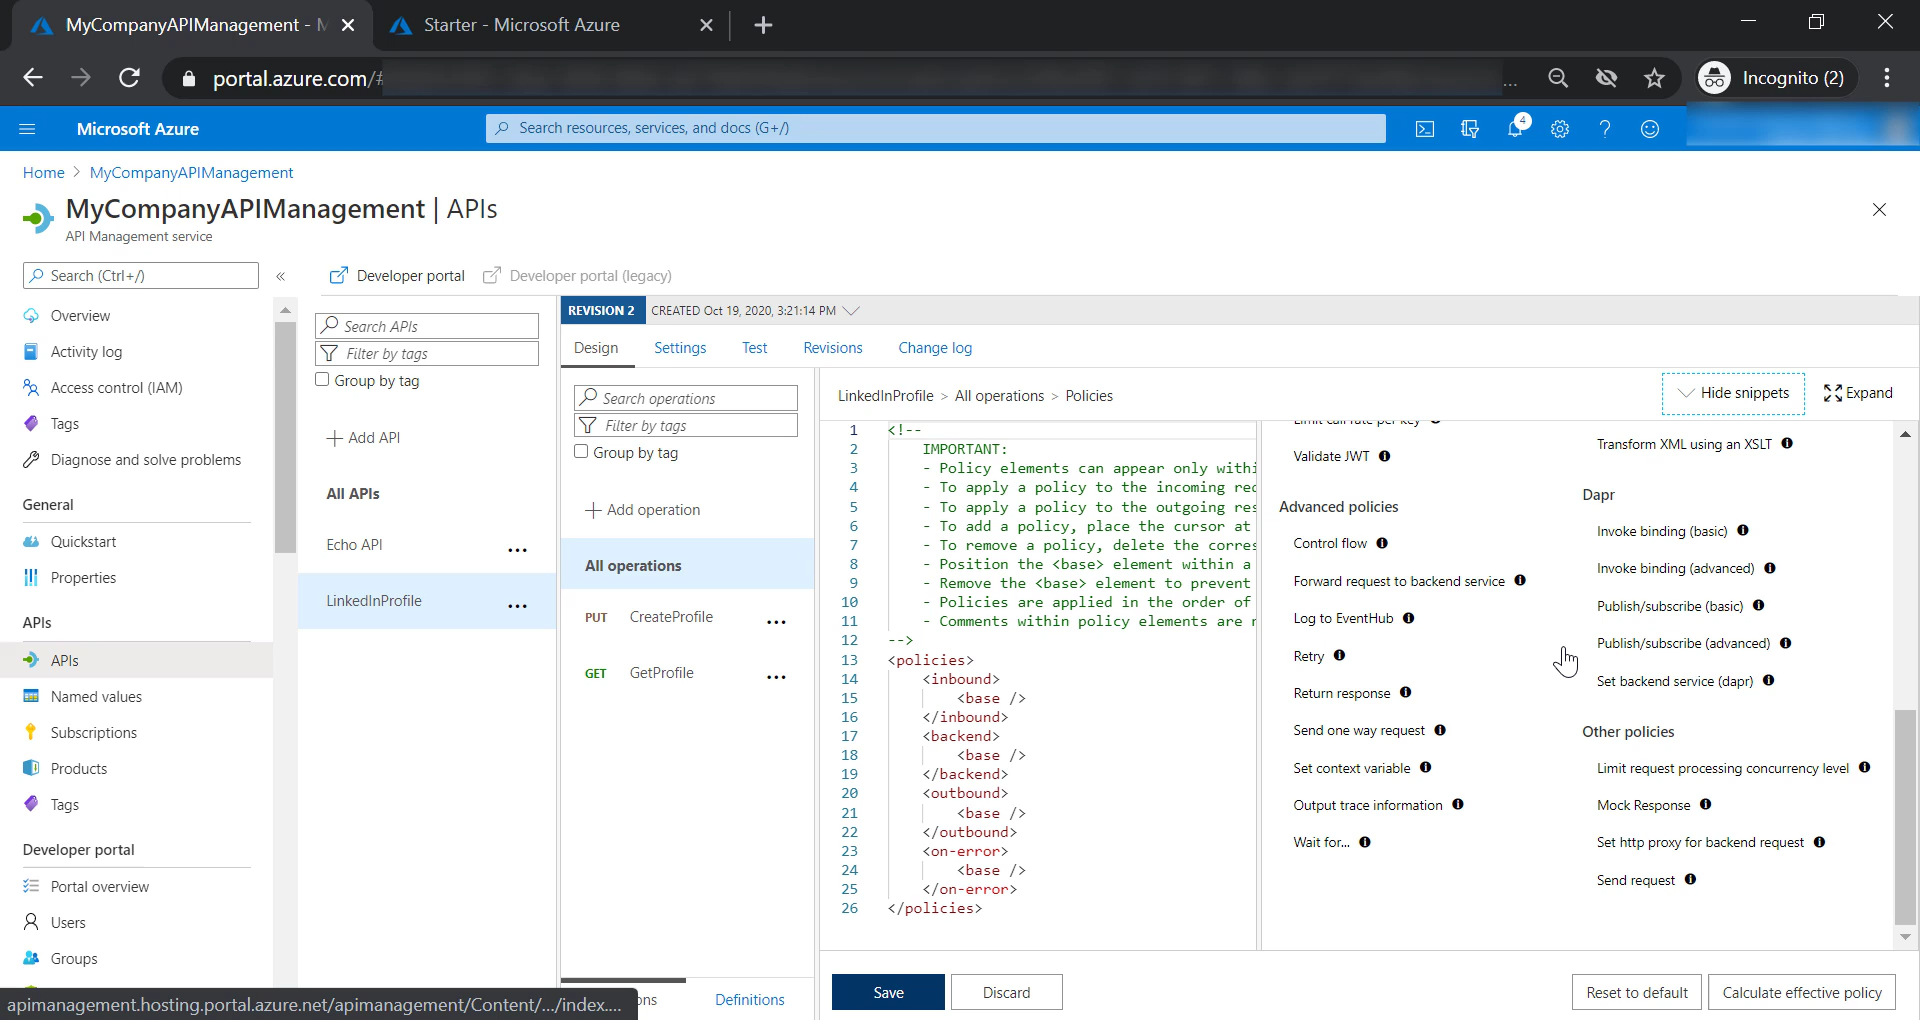 MyCompanyAPIManagement - M
Starter - Microsoft Azure
portal.azure.com/#
...
Incognito (2)
Microsoft Azure
Search resources, services, and docs (G+/)
4
Home > MyCompanyAPIManagement
MyCompanyAPIManagement | APIs
API Management service
Search (Ctrl+/)
«
Developer portal
Developer portal (legacy)
Overview
Activity log
Access control (IAM)
Tags
Diagnose and solve problems
General
Quickstart
Properties
APIs
APIs
Named values
Subscriptions
Products
Tags
Developer portal
Portal overview
Users
Groups
apimanagement.hosting.portal.azure.net/apimanagement/Content/.../index....
Search APIs
Filter by tags
Group by tag
Add API
All APIs
Echo API
...
LinkedInProfile
...
REVISION 2 CREATED Oct 19, 2020, 3:21:14 PM
Design Settings Test Revisions Change log
Search operations
Filter by tags
Group by tag
Add operation
All operations
PUT CreateProfile ...
GET GetProfile ...
ons Definitions
LinkedInProfile > All operations > Policies
Hide snippets
Expand
1 <!--
2 IMPORTANT:
3 - Policy elements can appear only withi
4 - To apply a policy to the incoming rec
5 - To apply a policy to the outgoing res
6 - To add a policy, place the cursor at
7 - To remove a policy, delete the corres
8 - Position the <base> element within a
9 - Remove the <base> element to prevent
10 - Policies are applied in the order of
11 - Comments within policy elements are r
12 -->
13 <policies>
14 <inbound>
15 <base />
16 </inbound>
17 <backend>
18 <base />
19 </backend>
20 <outbound>
21 <base />
22 </outbound>
23 <on-error>
24 <base />
25 </on-error>
26 </policies>
Limit call rate per key
Validate JWT
Advanced policies
Control flow
Forward request to backend service
Log to EventHub
Retry
Return response
Send one way request
Set context variable
Output trace information
Wait for...
Transform XML using an XSLT
Dapr
Invoke binding (basic)
Invoke binding (advanced)
Publish/subscribe (basic)
Publish/subscribe (advanced)
Set backend service (dapr)
Other policies
Limit request processing concurrency level
Mock Response
Set http proxy for backend request
Send request
Save
Discard
Reset to default
Calculate effective policy